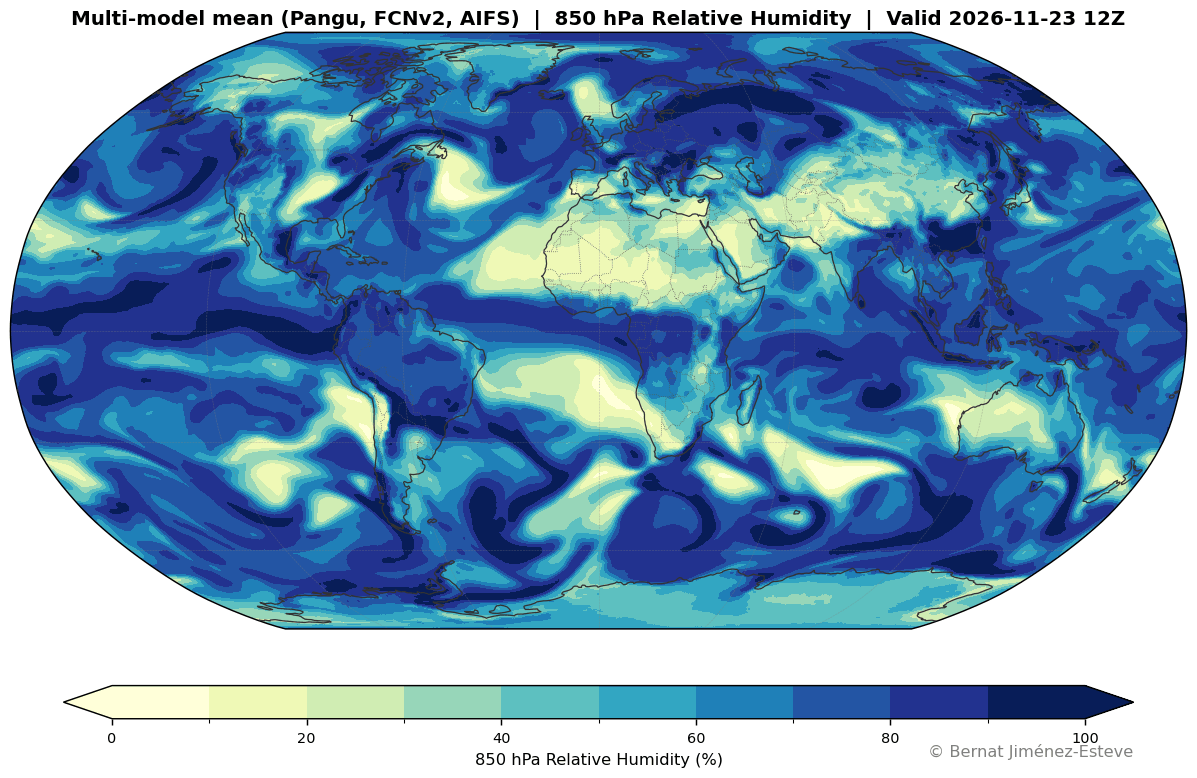 Multi-model mean (Pangu, FCNv2, AIFS)  |  850 hPa Relative Humidity  |  Valid 2026-11-23 12Z
0 20 40 60 80 100
850 hPa Relative Humidity (%)
© Bernat Jiménez-Esteve